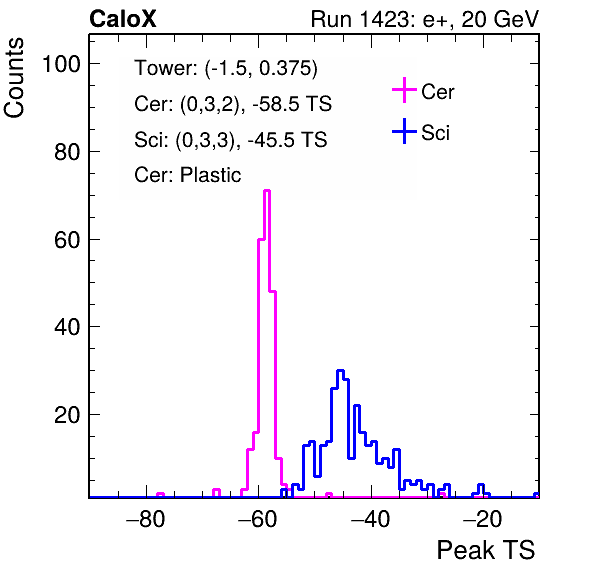 CaloX Run 1423: e+, 20 GeV
Counts
Tower: (-1.5, 0.375)
Cer: (0,3,2), -58.5 TS
Sci: (0,3,3), -45.5 TS
Cer: Plastic
Cer
Sci
100
80
60
40
20
−80 −60 −40 −20
Peak TS